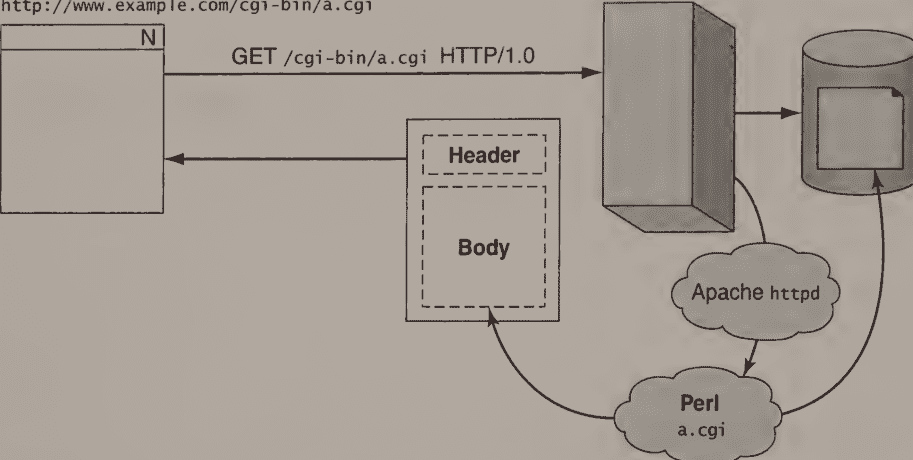 http://www.example.com/cgi-bin/a.cgi
N
GET /cgi-bin/a.cgi HTTP/1.0
Header
Body
Apache httpd
Perl
a.cgi